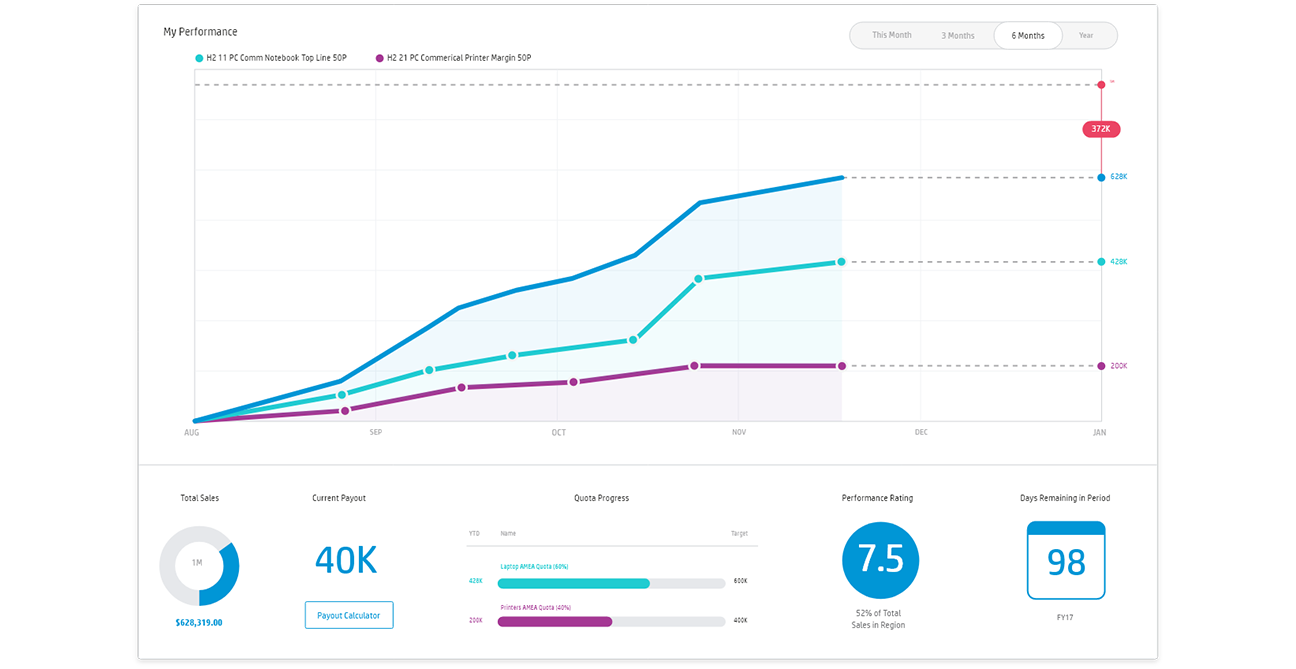 My Performance
This Month 3 Months 6 Months Year
H2 11 PC Comm Notebook Top Line 50P H2 21 PC Commerical Printer Margin 50P
372K
628K
428K
200K
AUG SEP OCT NOV DEC JAN
Total Sales Current Payout Quota Progress Performance Rating Days Remaining in Period
1M
$628,319.00
40K
Payout Calculator
YTD Name Target
Laptop AMEA Quota (60%)
428K 600K
Printers AMEA Quota (40%)
200K 400K
7.5
52% of Total
Sales in Region
98
FY17